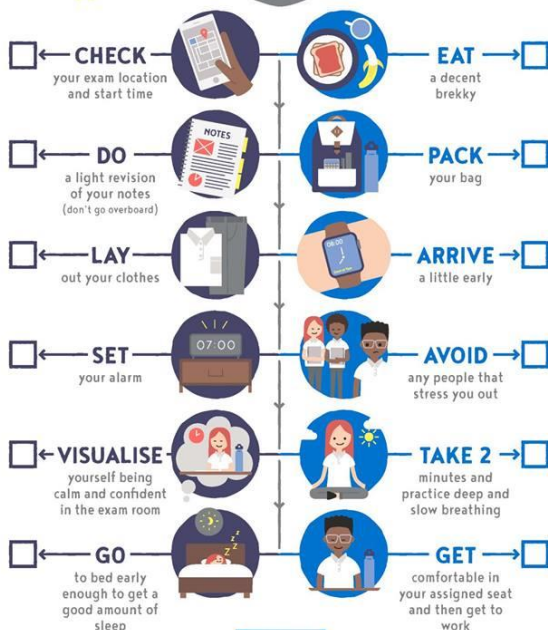 CHECK
your exam location
and start time
DO
a light revision
of your notes
(don't go overboard)
LAY
out your clothes
SET
your alarm
VISUALISE
yourself being
calm and confident
in the exam room
GO
to bed early
enough to get a
good amount of
sleep
NOTES
07:00
EAT
a decent
brekky
PACK
your bag
ARRIVE
a little early
08:00
AVOID
any people that
stress you out
TAKE 2
minutes and
practice deep and
slow breathing
GET
comfortable in
your assigned seat
and then get to
work